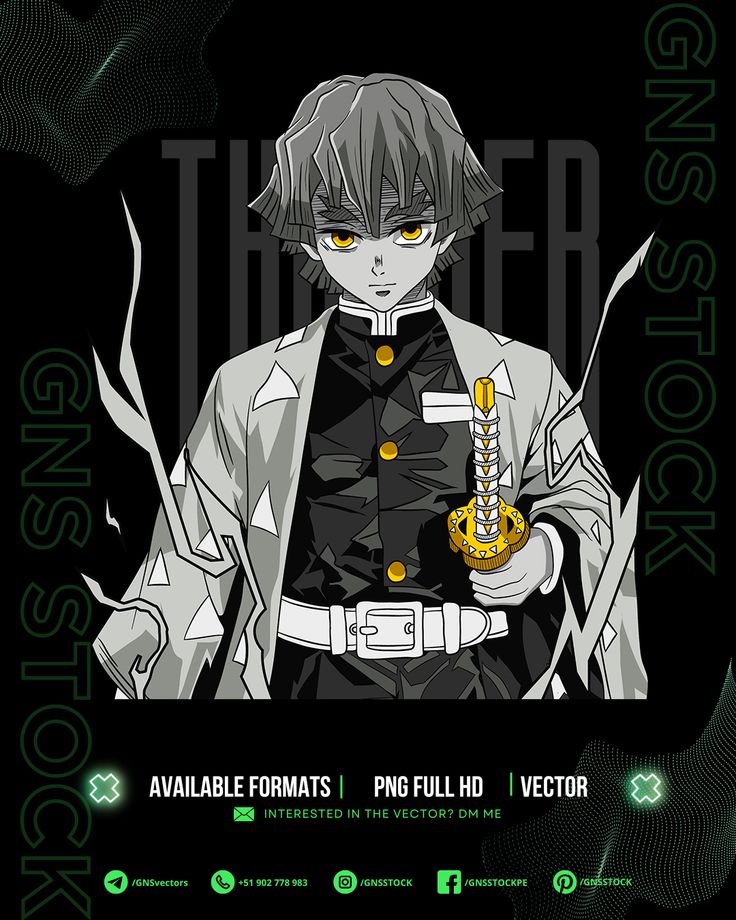 GNS STOCK
GNS STOCK
AVAILABLE FORMATS | PNG FULL HD | VECTOR
INTERESTED IN THE VECTOR? DM ME
/GNSvectors +51 902 778 983 /GNSSTOCK /GNSSTOCKPE /GNSSTOCK